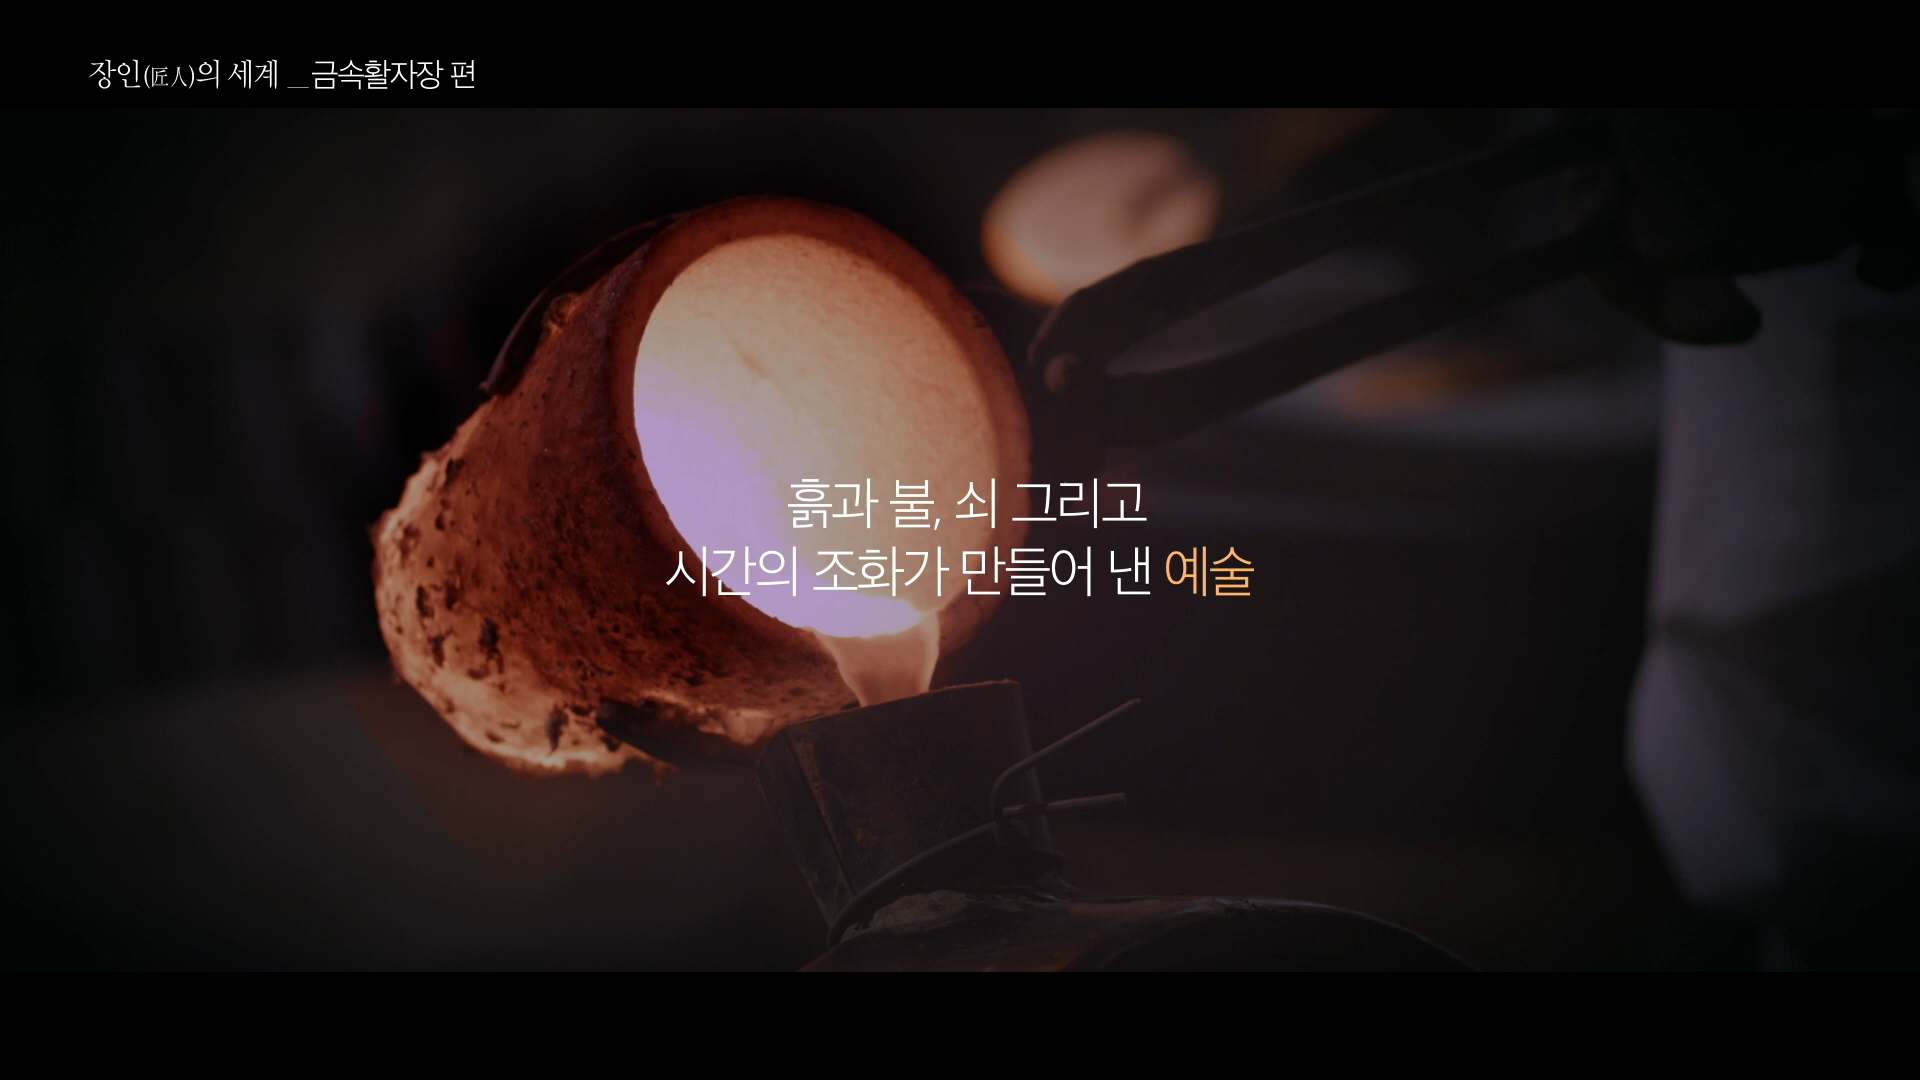 장인(匠人)의 세계 _금속활자장 편
흙과 불, 쇠 그리고
시간의 조화가 만들어 낸 예술